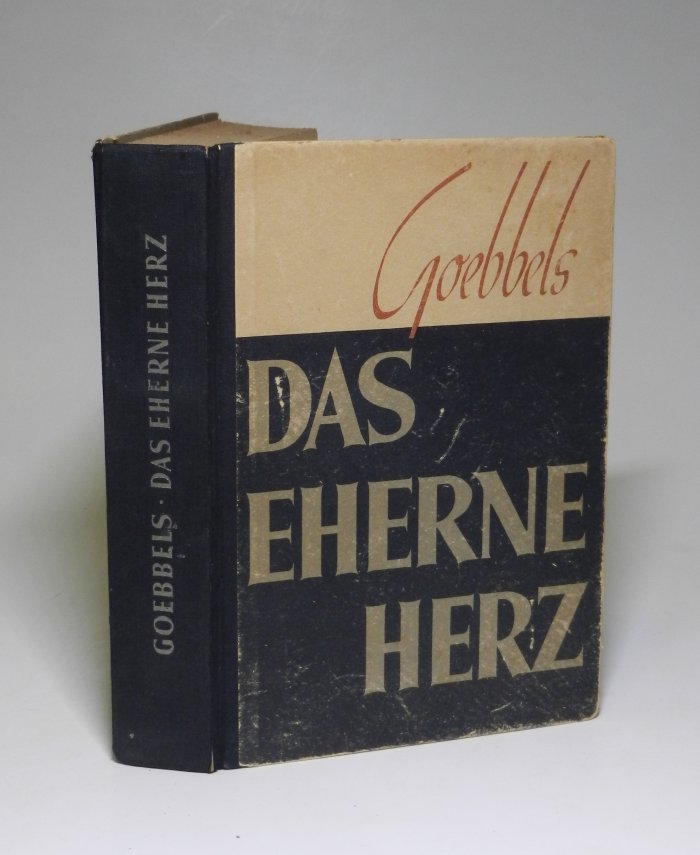 GOEBBELS · DAS EHERNE HERZ
Goebbels
DAS
EHERNE
HERZ